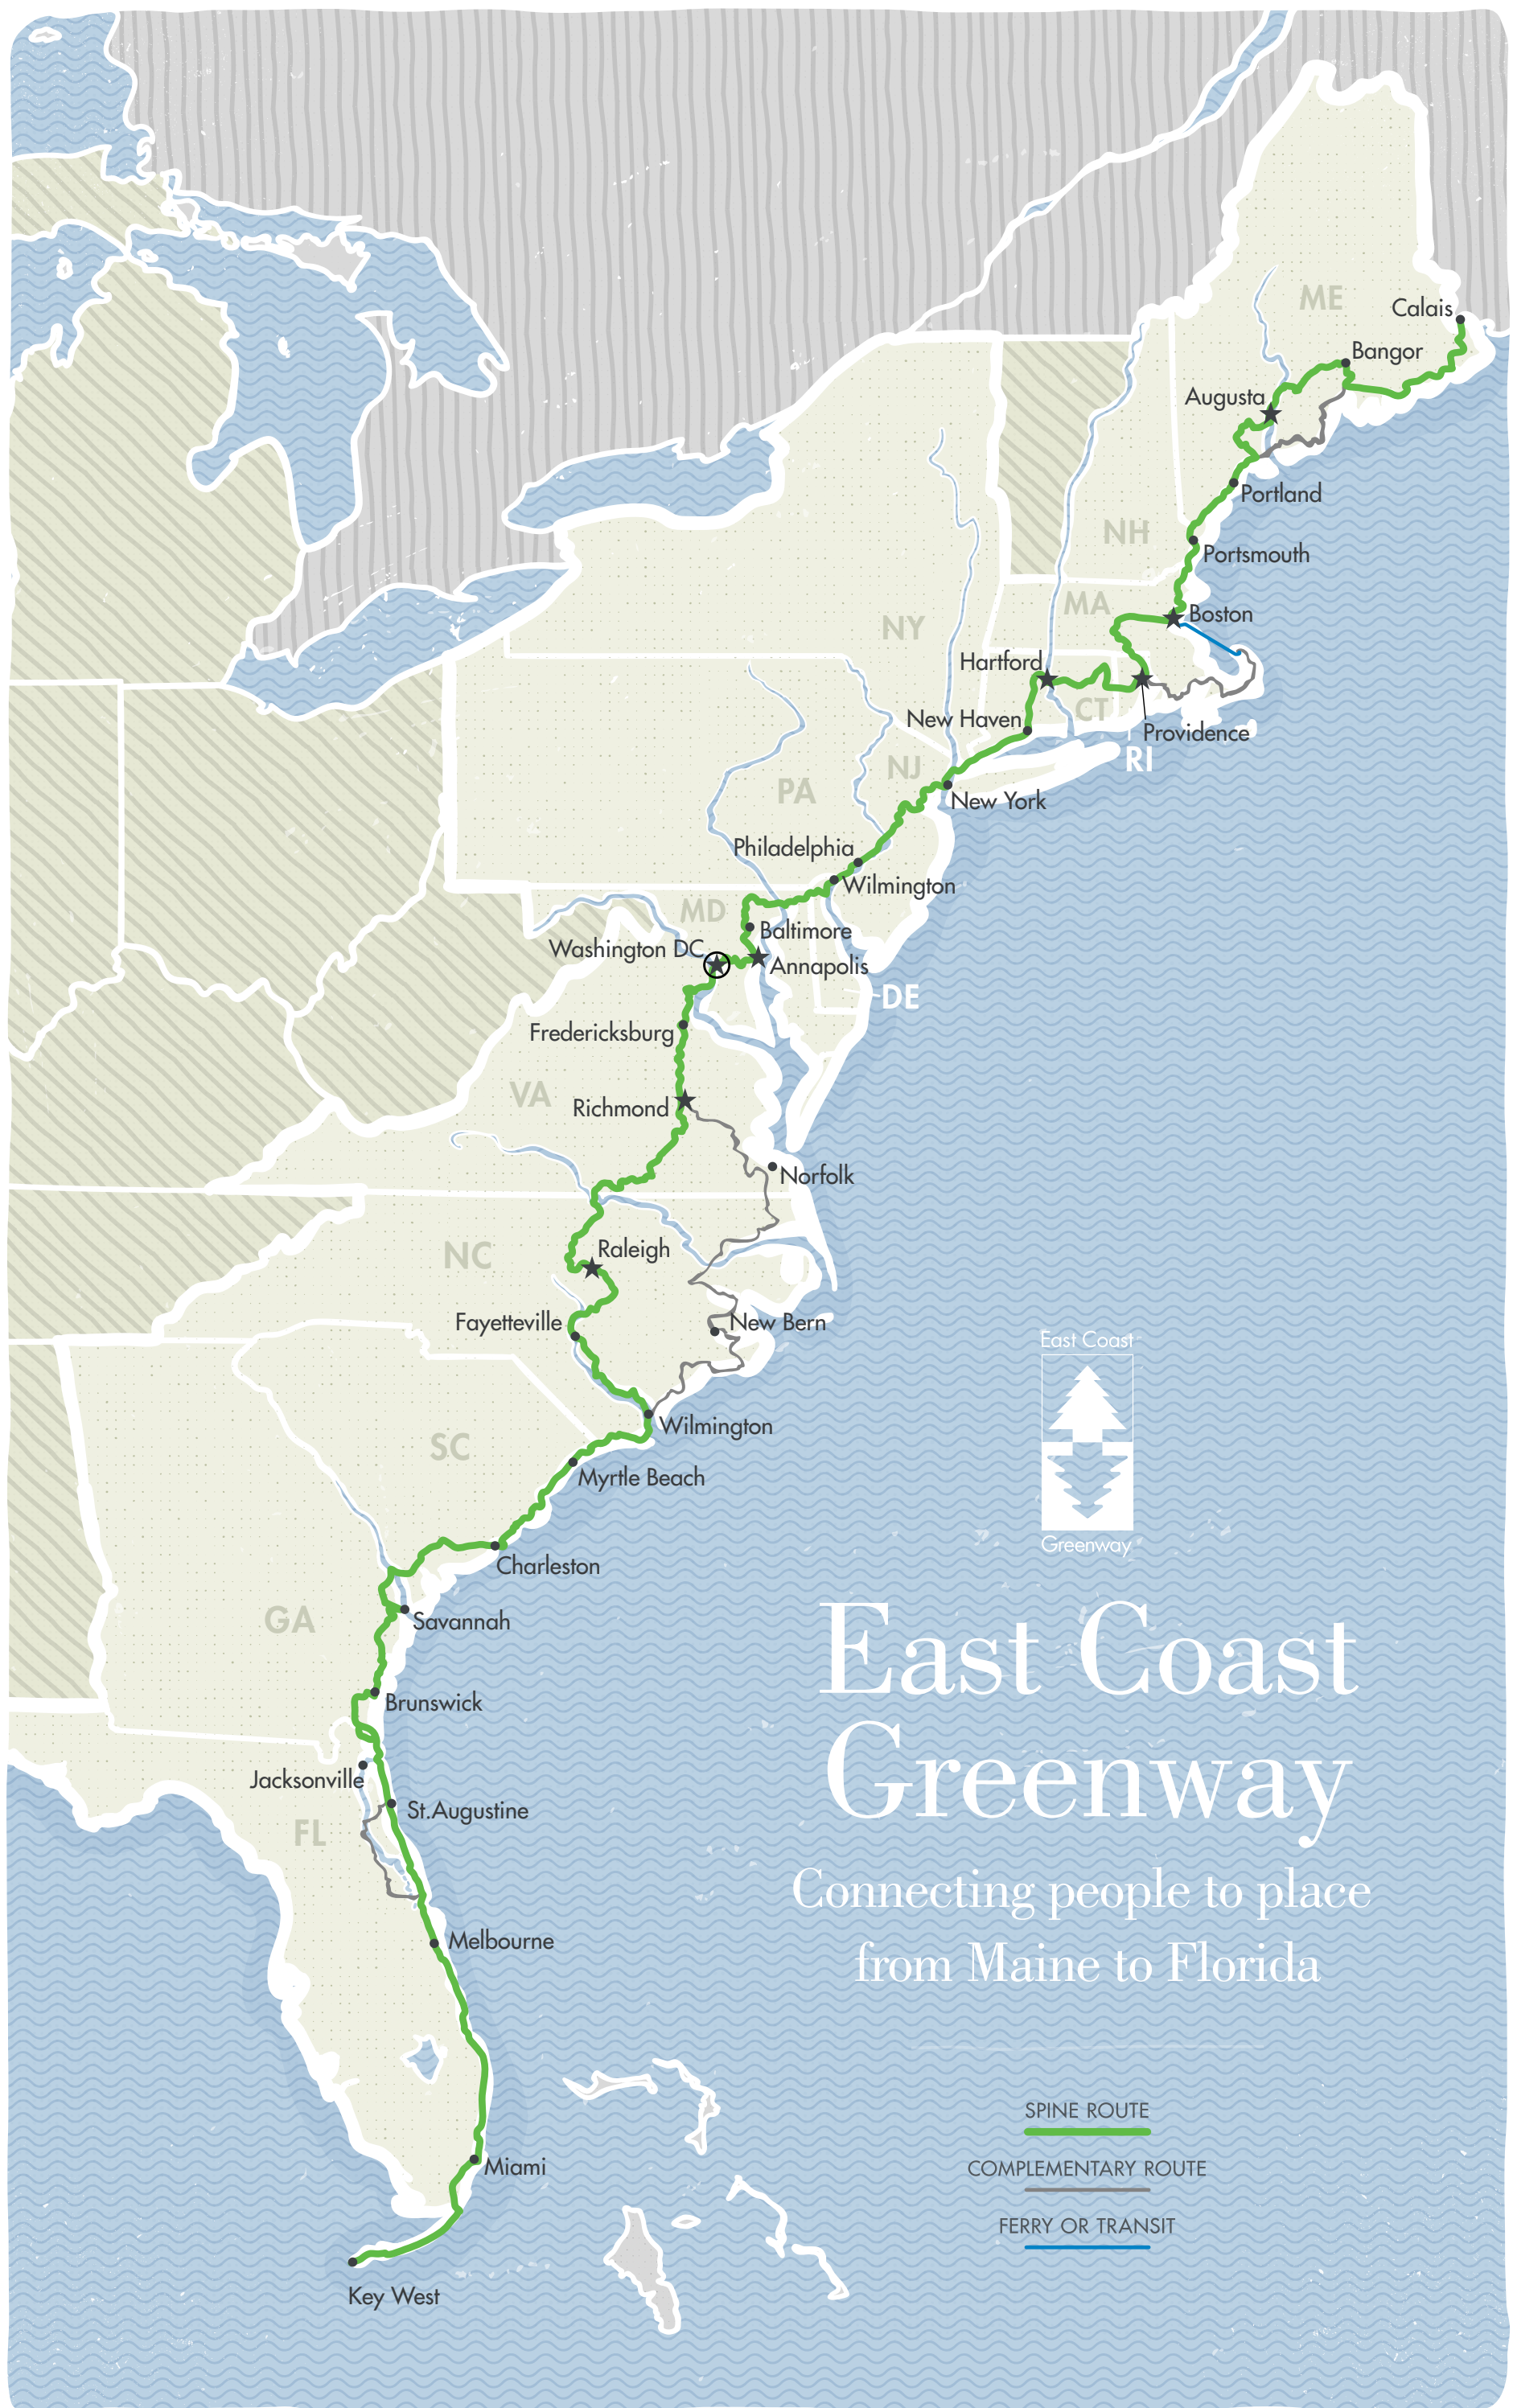 ME
Calais
Bangor
Augusta
Portland
NH
Portsmouth
MA
Boston
NY
Hartford
CT
New Haven
Providence
RI
NJ
PA
New York
Philadelphia
Wilmington
MD
Baltimore
Washington DC
Annapolis
DE
Fredericksburg
VA
Richmond
Norfolk
NC
Raleigh
Fayetteville
New Bern
Wilmington
SC
Myrtle Beach
Charleston
GA
Savannah
Brunswick
Jacksonville
St.Augustine
FL
Melbourne
Miami
Key West
East Coast
Greenway
East Coast
Greenway
Connecting people to place
from Maine to Florida
SPINE ROUTE
COMPLEMENTARY ROUTE
FERRY OR TRANSIT